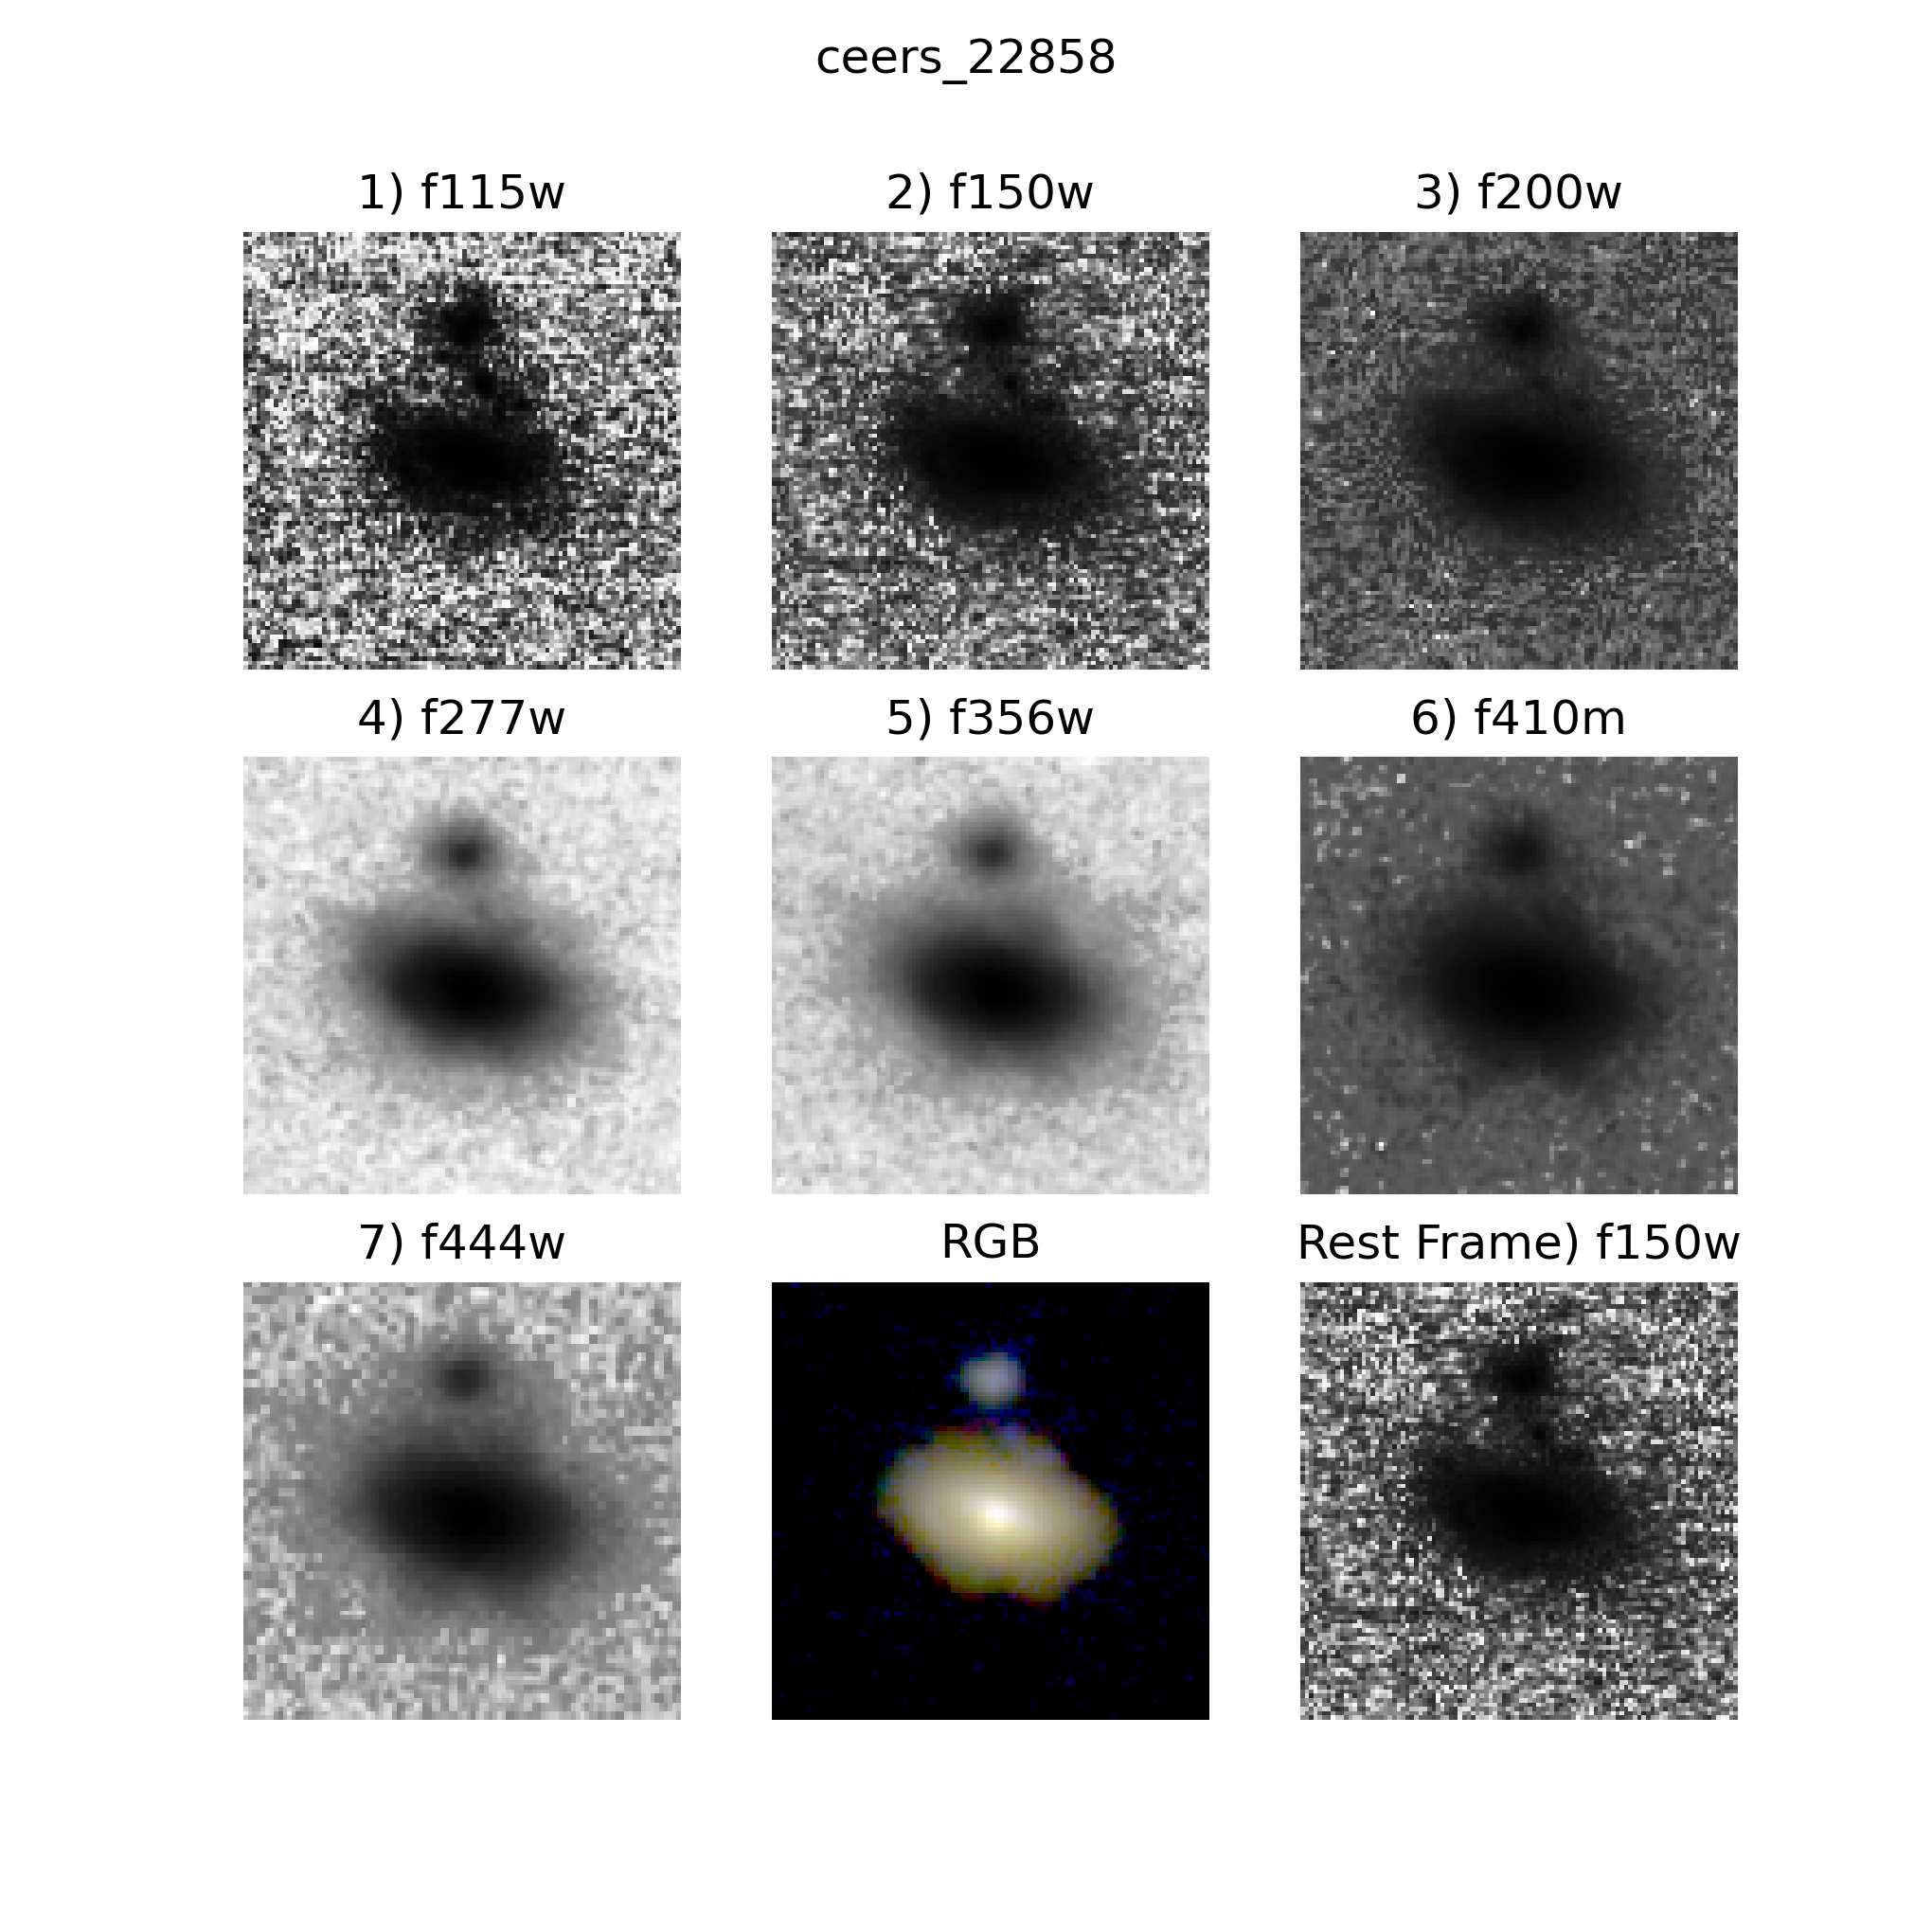 ceers_22858
1) f115w
2) f150w
3) f200w
4) f277w
5) f356w
6) f410m
7) f444w
RGB
Rest Frame) f150w